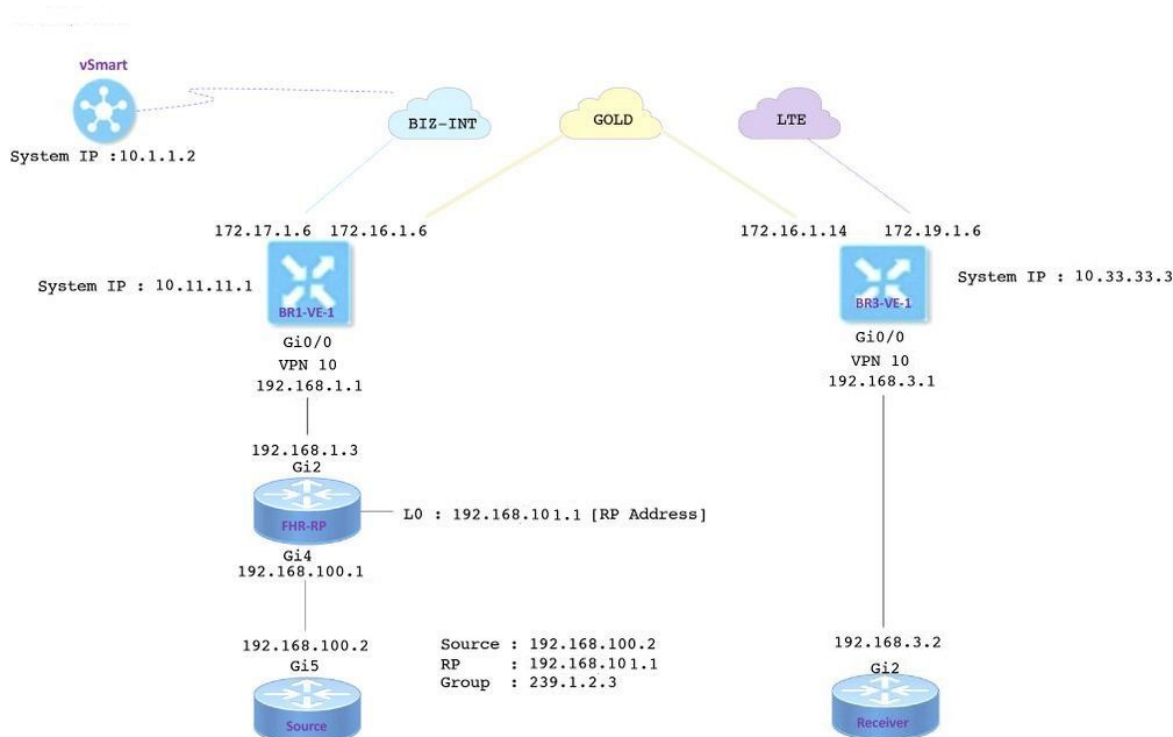 vSmart
System IP :10.1.1.2
BIZ-INT
GOLD
LTE
172.17.1.6 172.16.1.6
172.16.1.14 172.19.1.6
System IP : 10.11.11.1
BR1-VE-1
BR3-VE-1
System IP : 10.33.33.3
Gi0/0
VPN 10
192.168.1.1
Gi0/0
VPN 10
192.168.3.1
192.168.1.3
Gi2
FHR-RP
L0 : 192.168.101.1 [RP Address]
Gi4
192.168.100.1
192.168.100.2
Gi5
Source
Source : 192.168.100.2
RP : 192.168.101.1
Group : 239.1.2.3
192.168.3.2
Gi2
Receiver